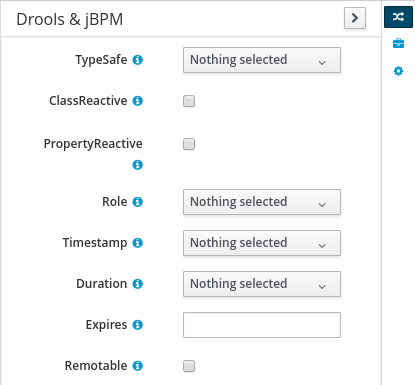 Drools & jBPM
TypeSafe Nothing selected
ClassReactive
PropertyReactive
Role Nothing selected
Timestamp Nothing selected
Duration Nothing selected
Expires
Remotable